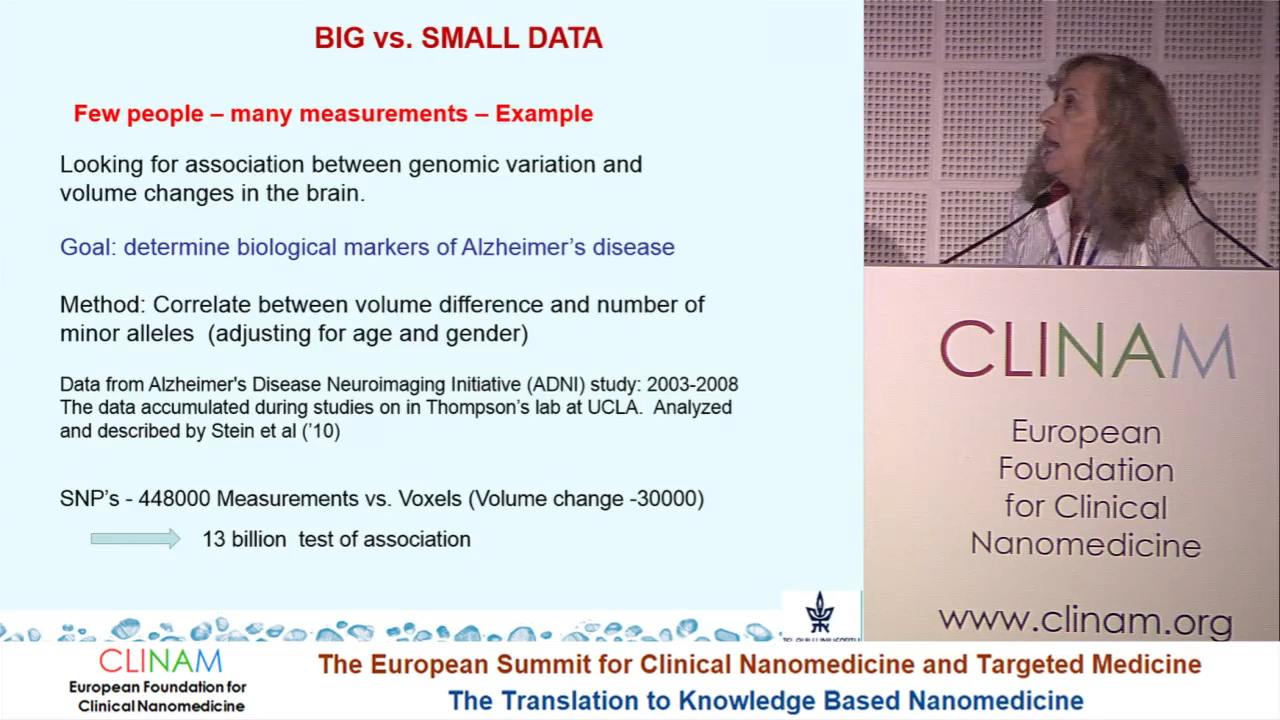 BIG vs. SMALL DATA
Few people – many measurements – Example
Looking for association between genomic variation and
volume changes in the brain.
Goal: determine biological markers of Alzheimer's disease
Method: Correlate between volume difference and number of
minor alleles (adjusting for age and gender)
Data from Alzheimer's Disease Neuroimaging Initiative (ADNI) study: 2003-2008
The data accumulated during studies on in Thompson's lab at UCLA. Analyzed
and described by Stein et al ('10)
SNP's - 448000 Measurements vs. Voxels (Volume change -30000)
13 billion test of association
CLINAM
European
Foundation
for Clinical
Nanomedicine
www.clinam.org
CLINAM
European Foundation for
Clinical Nanomedicine
The European Summit for Clinical Nanomedicine and Targeted Medicine
The Translation to Knowledge Based Nanomedicine